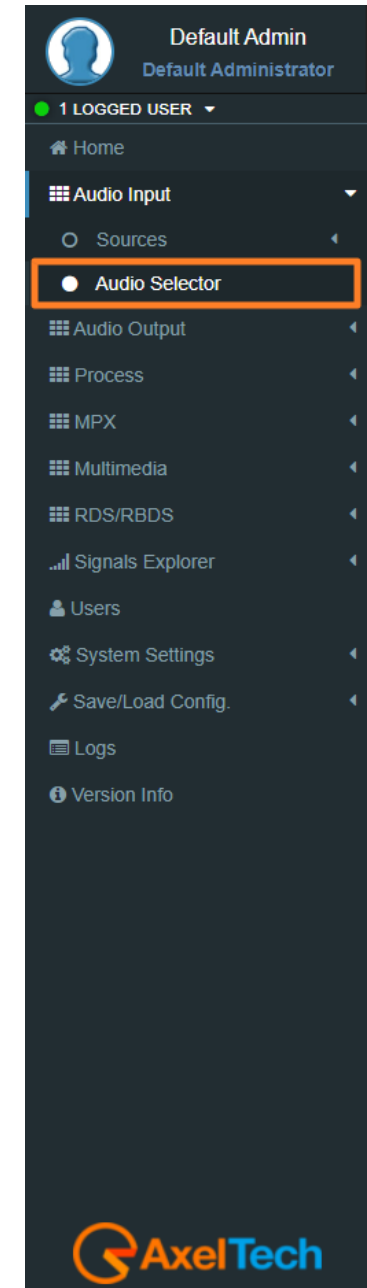 Default Admin
Default Administrator
1 LOGGED USER
Home
Audio Input
Sources
Audio Selector
Audio Output
Process
MPX
Multimedia
RDS/RBDS
Signals Explorer
Users
System Settings
Save/Load Config.
Logs
Version Info
AxelTech